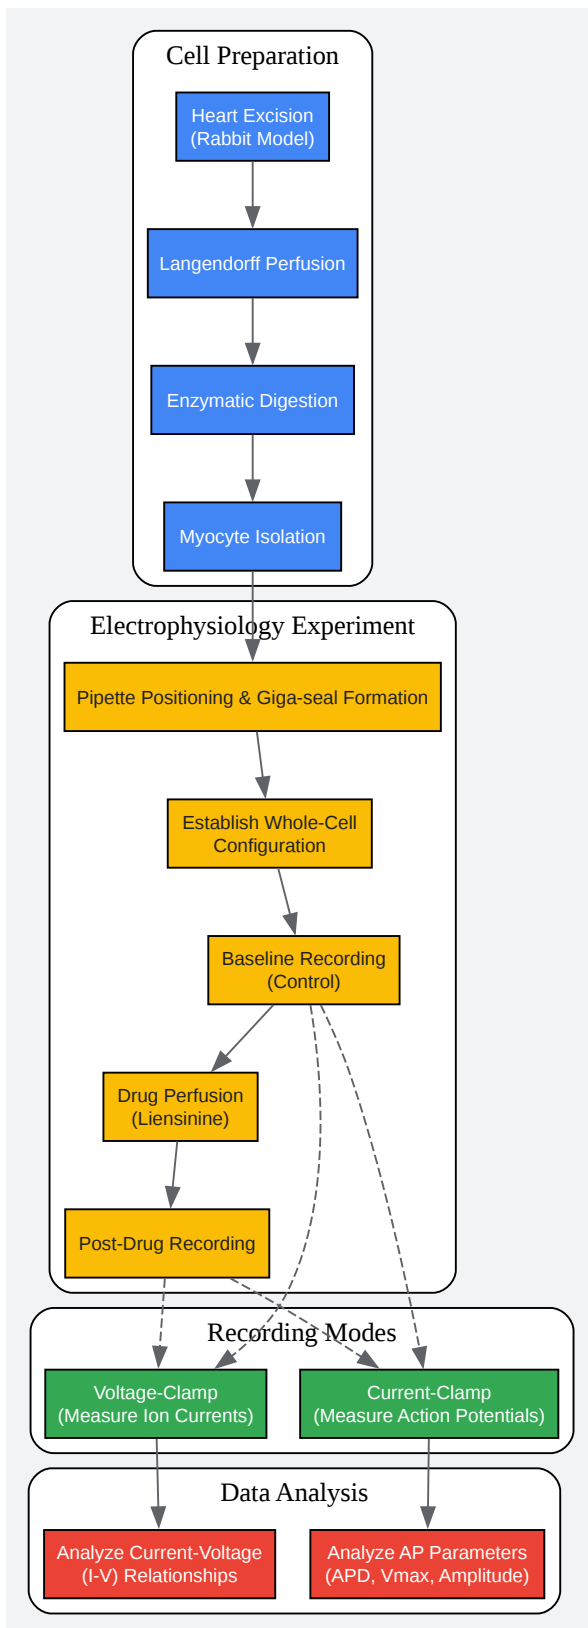 Cell Preparation
Heart Excision
(Rabbit Model)
Langendorff Perfusion
Enzymatic Digestion
Myocyte Isolation
Electrophysiology Experiment
Pipette Positioning & Giga-seal Formation
Establish Whole-Cell
Configuration
Baseline Recording
(Control)
Drug Perfusion
(Liensinine)
Post-Drug Recording
Recording Modes
Voltage-Clamp
(Measure Ion Currents)
Current-Clamp
(Measure Action Potentials)
Data Analysis
Analyze Current-Voltage
(I-V) Relationships
Analyze AP Parameters
(APD, Vmax, Amplitude)